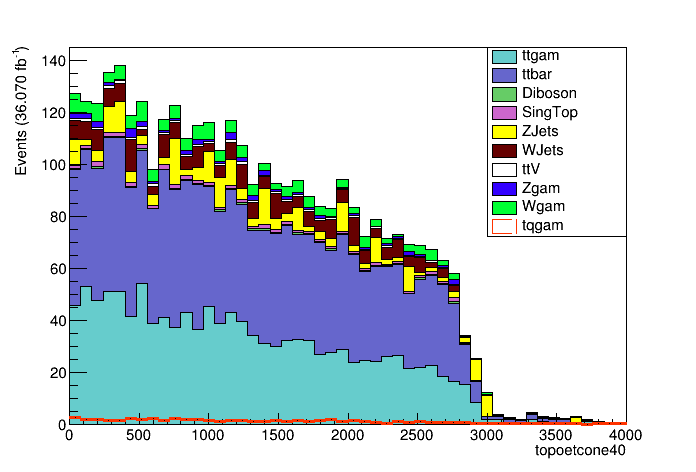 Events (36.070 fb⁻¹)
140
120
100
80
60
40
20
0
ttgam
ttbar
Diboson
SingTop
ZJets
WJets
ttV
Zgam
Wgam
tqgam
0 500 1000 1500 2000 2500 3000 3500 4000
topoetcone40